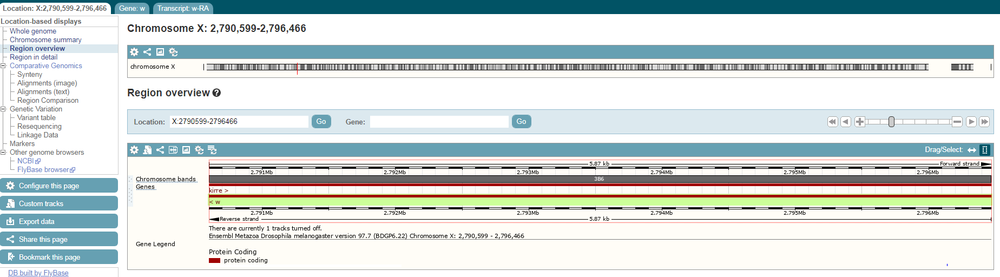 Location: X:2,790,599-2,796,466
Gene: w
Transcript: w-RA
Location-based displays
Whole genome
Chromosome summary
Region overview
Region in detail
Comparative Genomics
Synteny
Alignments (image)
Alignments (text)
Region Comparison
Genetic Variation
Variant table
Resequencing
Linkage Data
Markers
Other genome browsers
NCBI
FlyBase browser
Configure this page
Custom tracks
Export data
Share this page
Bookmark this page
DB built by FlyBase
Chromosome X: 2,790,599-2,796,466
chromosome X
Region overview
Location: X:2790599-2796466 Go Gene: Go
Drag/Select:
5.87 kb Forward strand
2.791Mb 2.792Mb 2.793Mb 2.794Mb 2.795Mb 2.796Mb
Chromosome bands 3B6
Genes
kirre >
< w
2.791Mb 2.792Mb 2.793Mb 2.794Mb 2.795Mb 2.796Mb
Reverse strand 5.87 kb
There are currently 1 tracks turned off.
Ensembl Metazoa Drosophila melanogaster version 97.7 (BDGP6.22) Chromosome X: 2,790,599 - 2,796,466
Gene Legend
Protein Coding
protein coding